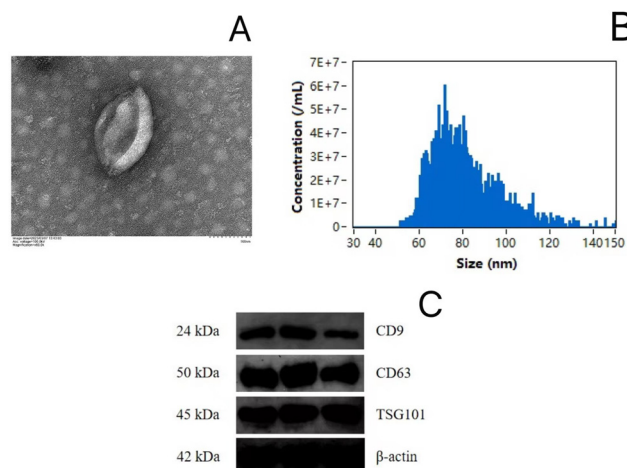 A
B
7E+7
6E+7
5E+7
4E+7
3E+7
2E+7
1E+7
0
Concentration (/mL)
30 40 60 80 100 120 140 150
Size (nm)
C
24 kDa CD9
50 kDa CD63
45 kDa TSG101
42 kDa β-actin